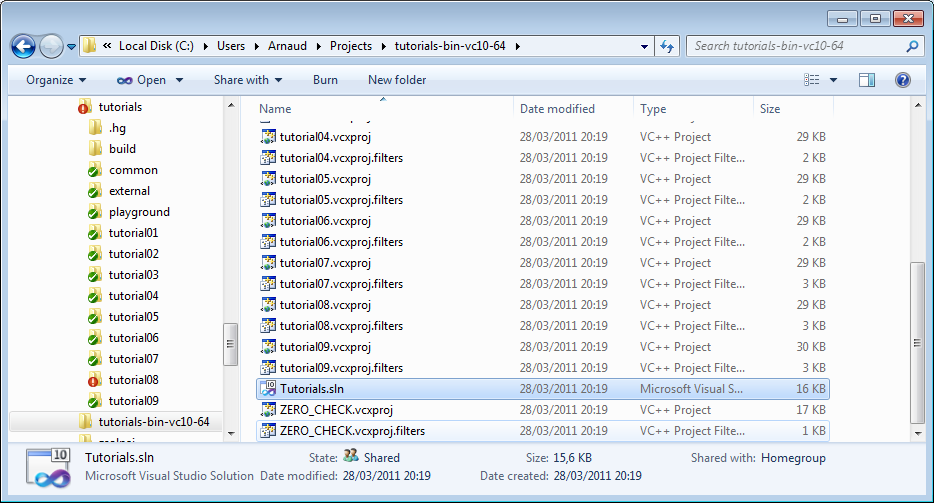 « Local Disk (C:) ▸ Users ▸ Arnaud ▸ Projects ▸ tutorials-bin-vc10-64 ▸
Search tutorials-bin-vc10-64
Organize Open Share with Burn New folder
tutorials
.hg
build
common
external
playground
tutorial01
tutorial02
tutorial03
tutorial04
tutorial05
tutorial06
tutorial07
tutorial08
tutorial09
tutorials-bin-vc10-64
Name Date modified Type Size
tutorial04.vcxproj 28/03/2011 20:19 VC++ Project 29 KB
tutorial04.vcxproj.filters 28/03/2011 20:19 VC++ Project Filte... 2 KB
tutorial05.vcxproj 28/03/2011 20:19 VC++ Project 29 KB
tutorial05.vcxproj.filters 28/03/2011 20:19 VC++ Project Filte... 2 KB
tutorial06.vcxproj 28/03/2011 20:19 VC++ Project 29 KB
tutorial06.vcxproj.filters 28/03/2011 20:19 VC++ Project Filte... 2 KB
tutorial07.vcxproj 28/03/2011 20:19 VC++ Project 29 KB
tutorial07.vcxproj.filters 28/03/2011 20:19 VC++ Project Filte... 3 KB
tutorial08.vcxproj 28/03/2011 20:19 VC++ Project 29 KB
tutorial08.vcxproj.filters 28/03/2011 20:19 VC++ Project Filte... 3 KB
tutorial09.vcxproj 28/03/2011 20:19 VC++ Project 30 KB
tutorial09.vcxproj.filters 28/03/2011 20:19 VC++ Project Filte... 3 KB
Tutorials.sln 28/03/2011 20:19 Microsoft Visual S... 16 KB
ZERO_CHECK.vcxproj 28/03/2011 20:19 VC++ Project 17 KB
ZERO_CHECK.vcxproj.filters 28/03/2011 20:19 VC++ Project Filte... 1 KB
10
Tutorials.sln State: Shared Size: 15,6 KB Shared with: Homegroup
Microsoft Visual Studio Solution Date modified: 28/03/2011 20:19 Date created: 28/03/2011 20:19